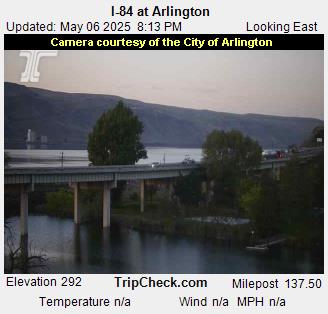 I-84 at Arlington
Updated: May 06 2025 8:13 PM Looking East
Camera courtesy of the City of Arlington
Elevation 292 TripCheck.com Milepost 137.50
Temperature n/a Wind n/a MPH n/a